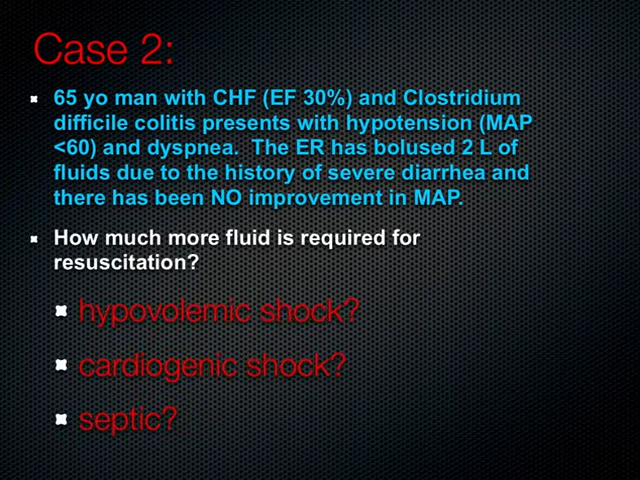 Case 2:
65 yo man with CHF (EF 30%) and Clostridium
difficile colitis presents with hypotension (MAP
<60) and dyspnea.  The ER has bolused 2 L of
fluids due to the history of severe diarrhea and
there has been NO improvement in MAP.
How much more fluid is required for
resuscitation?
hypovolemic shock?
cardiogenic shock?
septic?